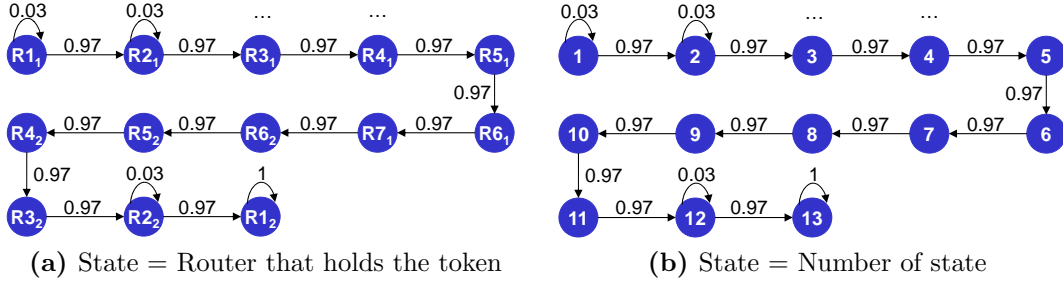 0.03 0.03 ... ...
R1₁ 0.97 R2₁ 0.97 R3₁ 0.97 R4₁ 0.97 R5₁
0.97
R4₂ 0.97 R5₂ 0.97 R6₂ 0.97 R7₁ 0.97 R6₁
0.97 0.03 1
R3₂ 0.97 R2₂ 0.97 R1₂
(a) State = Router that holds the token
0.03 0.03 ... ...
1 0.97 2 0.97 3 0.97 4 0.97 5
0.97
10 0.97 9 0.97 8 0.97 7 0.97 6
0.97 0.03 1
11 0.97 12 0.97 13
(b) State = Number of state